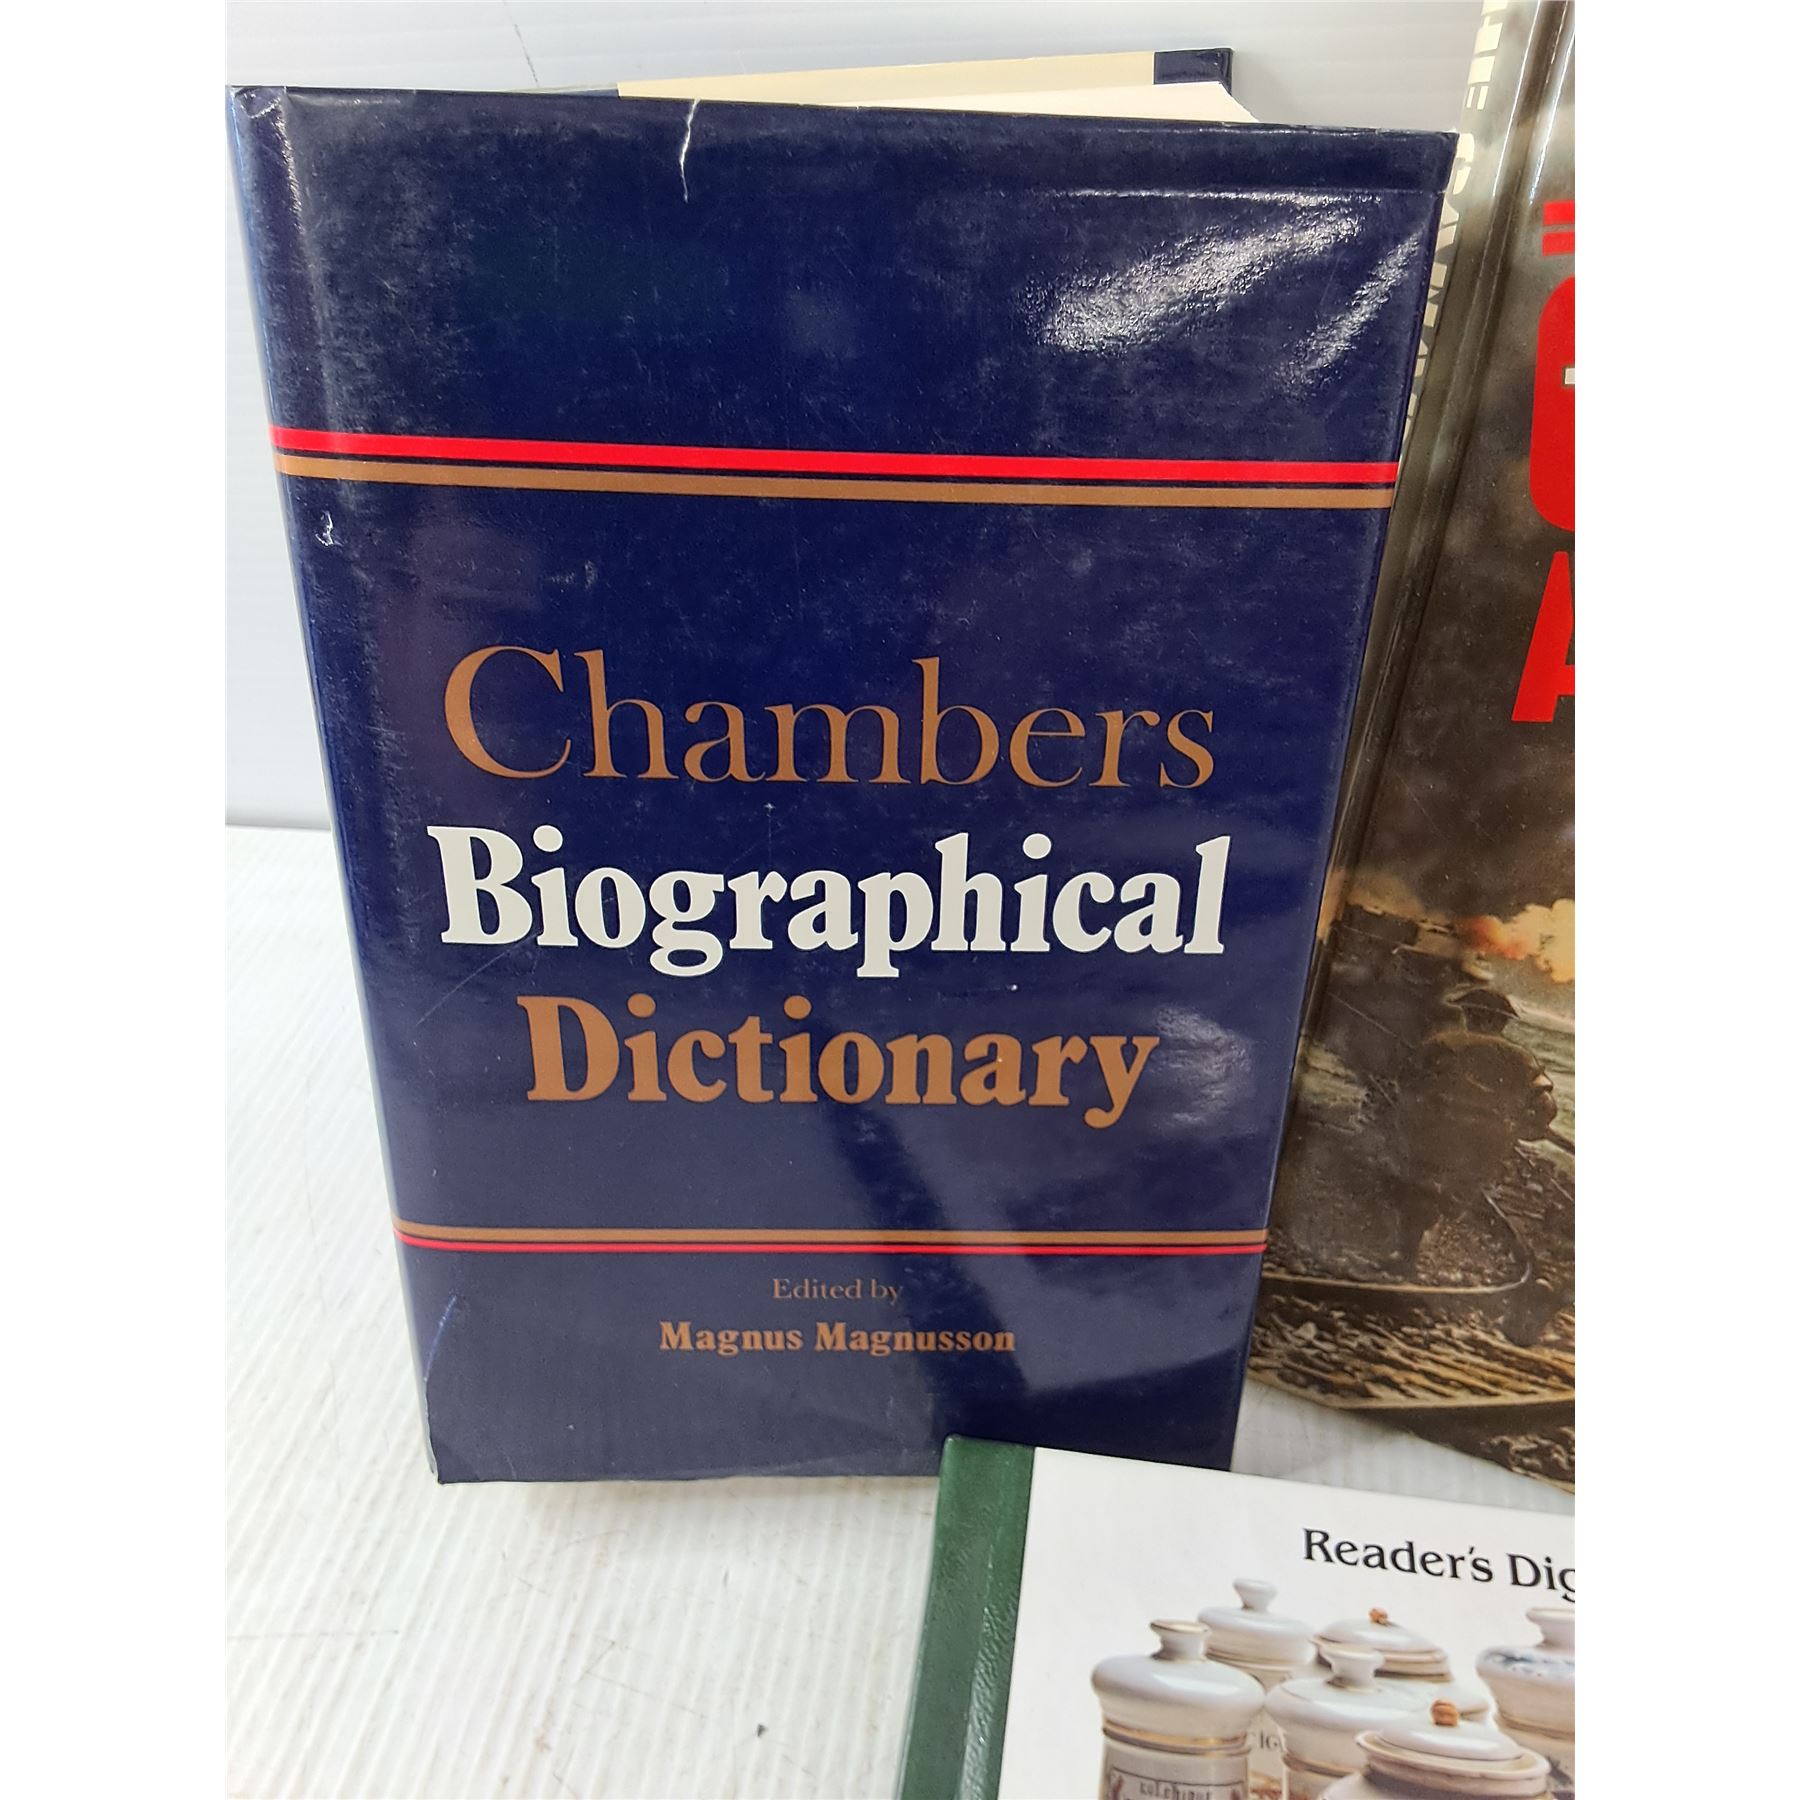 Chambers
Biographical
Dictionary
Edited by
Magnus Magnusson
Reader's Dig